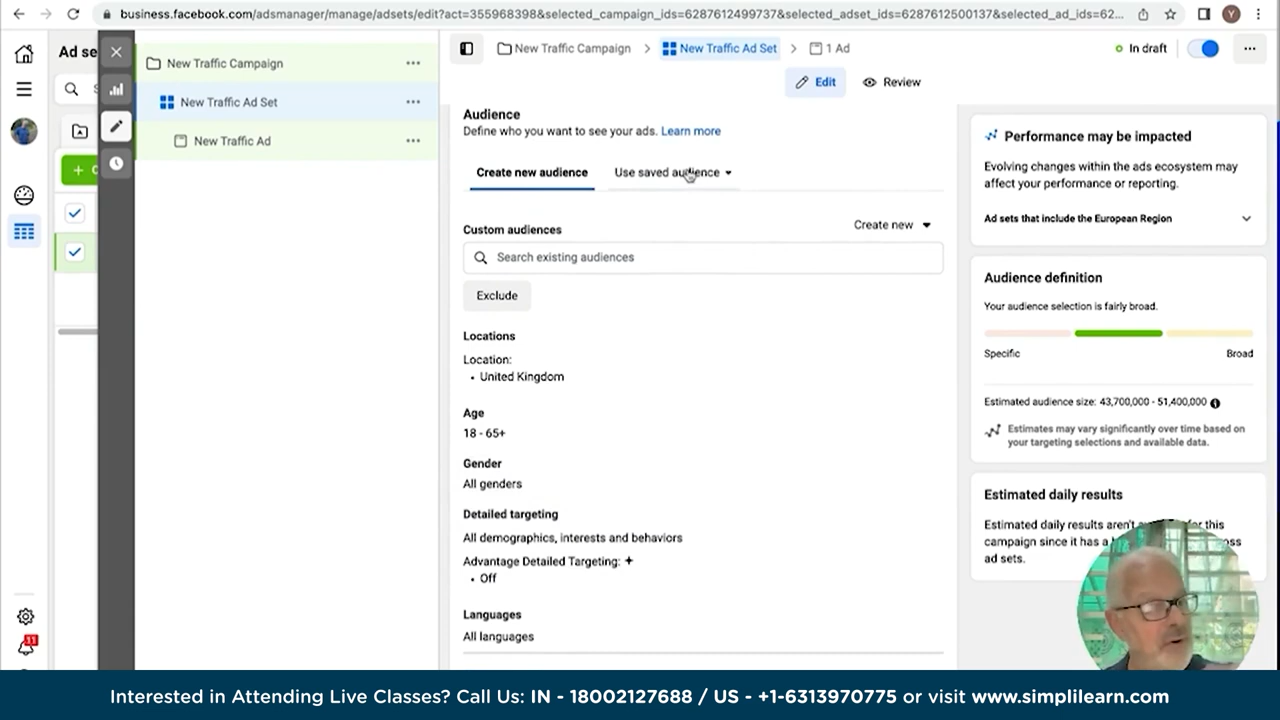 business.facebook.com/adsmanager/manage/adsets/edit?act=355968398&selected_campaign_ids=6287612499737&selected_adset_ids=6287612500137&selected_ad_ids=62...
Y
Ad se
New Traffic Campaign
New Traffic Ad Set
New Traffic Ad
New Traffic Campaign
New Traffic Ad Set
1 Ad
In draft
Edit
Review
Audience
Define who you want to see your ads. Learn more
Create new audience
Use saved audience
Custom audiences
Create new
Search existing audiences
Exclude
Locations
Location:
• United Kingdom
Age
18 - 65+
Gender
All genders
Detailed targeting
All demographics, interests and behaviors
Advantage Detailed Targeting:
• Off
Languages
All languages
Performance may be impacted
Evolving changes within the ads ecosystem may
affect your performance or reporting.
Ad sets that include the European Region
Audience definition
Your audience selection is fairly broad.
Specific
Broad
Estimated audience size: 43,700,000 - 51,400,000
Estimates may vary significantly over time based on
your targeting selections and available data.
Estimated daily results
Estimated daily results aren't for this
campaign since it has a
ad sets.
11
Interested in Attending Live Classes? Call Us: IN - 18002127688 / US - +1-6313970775 or visit www.simplilearn.com